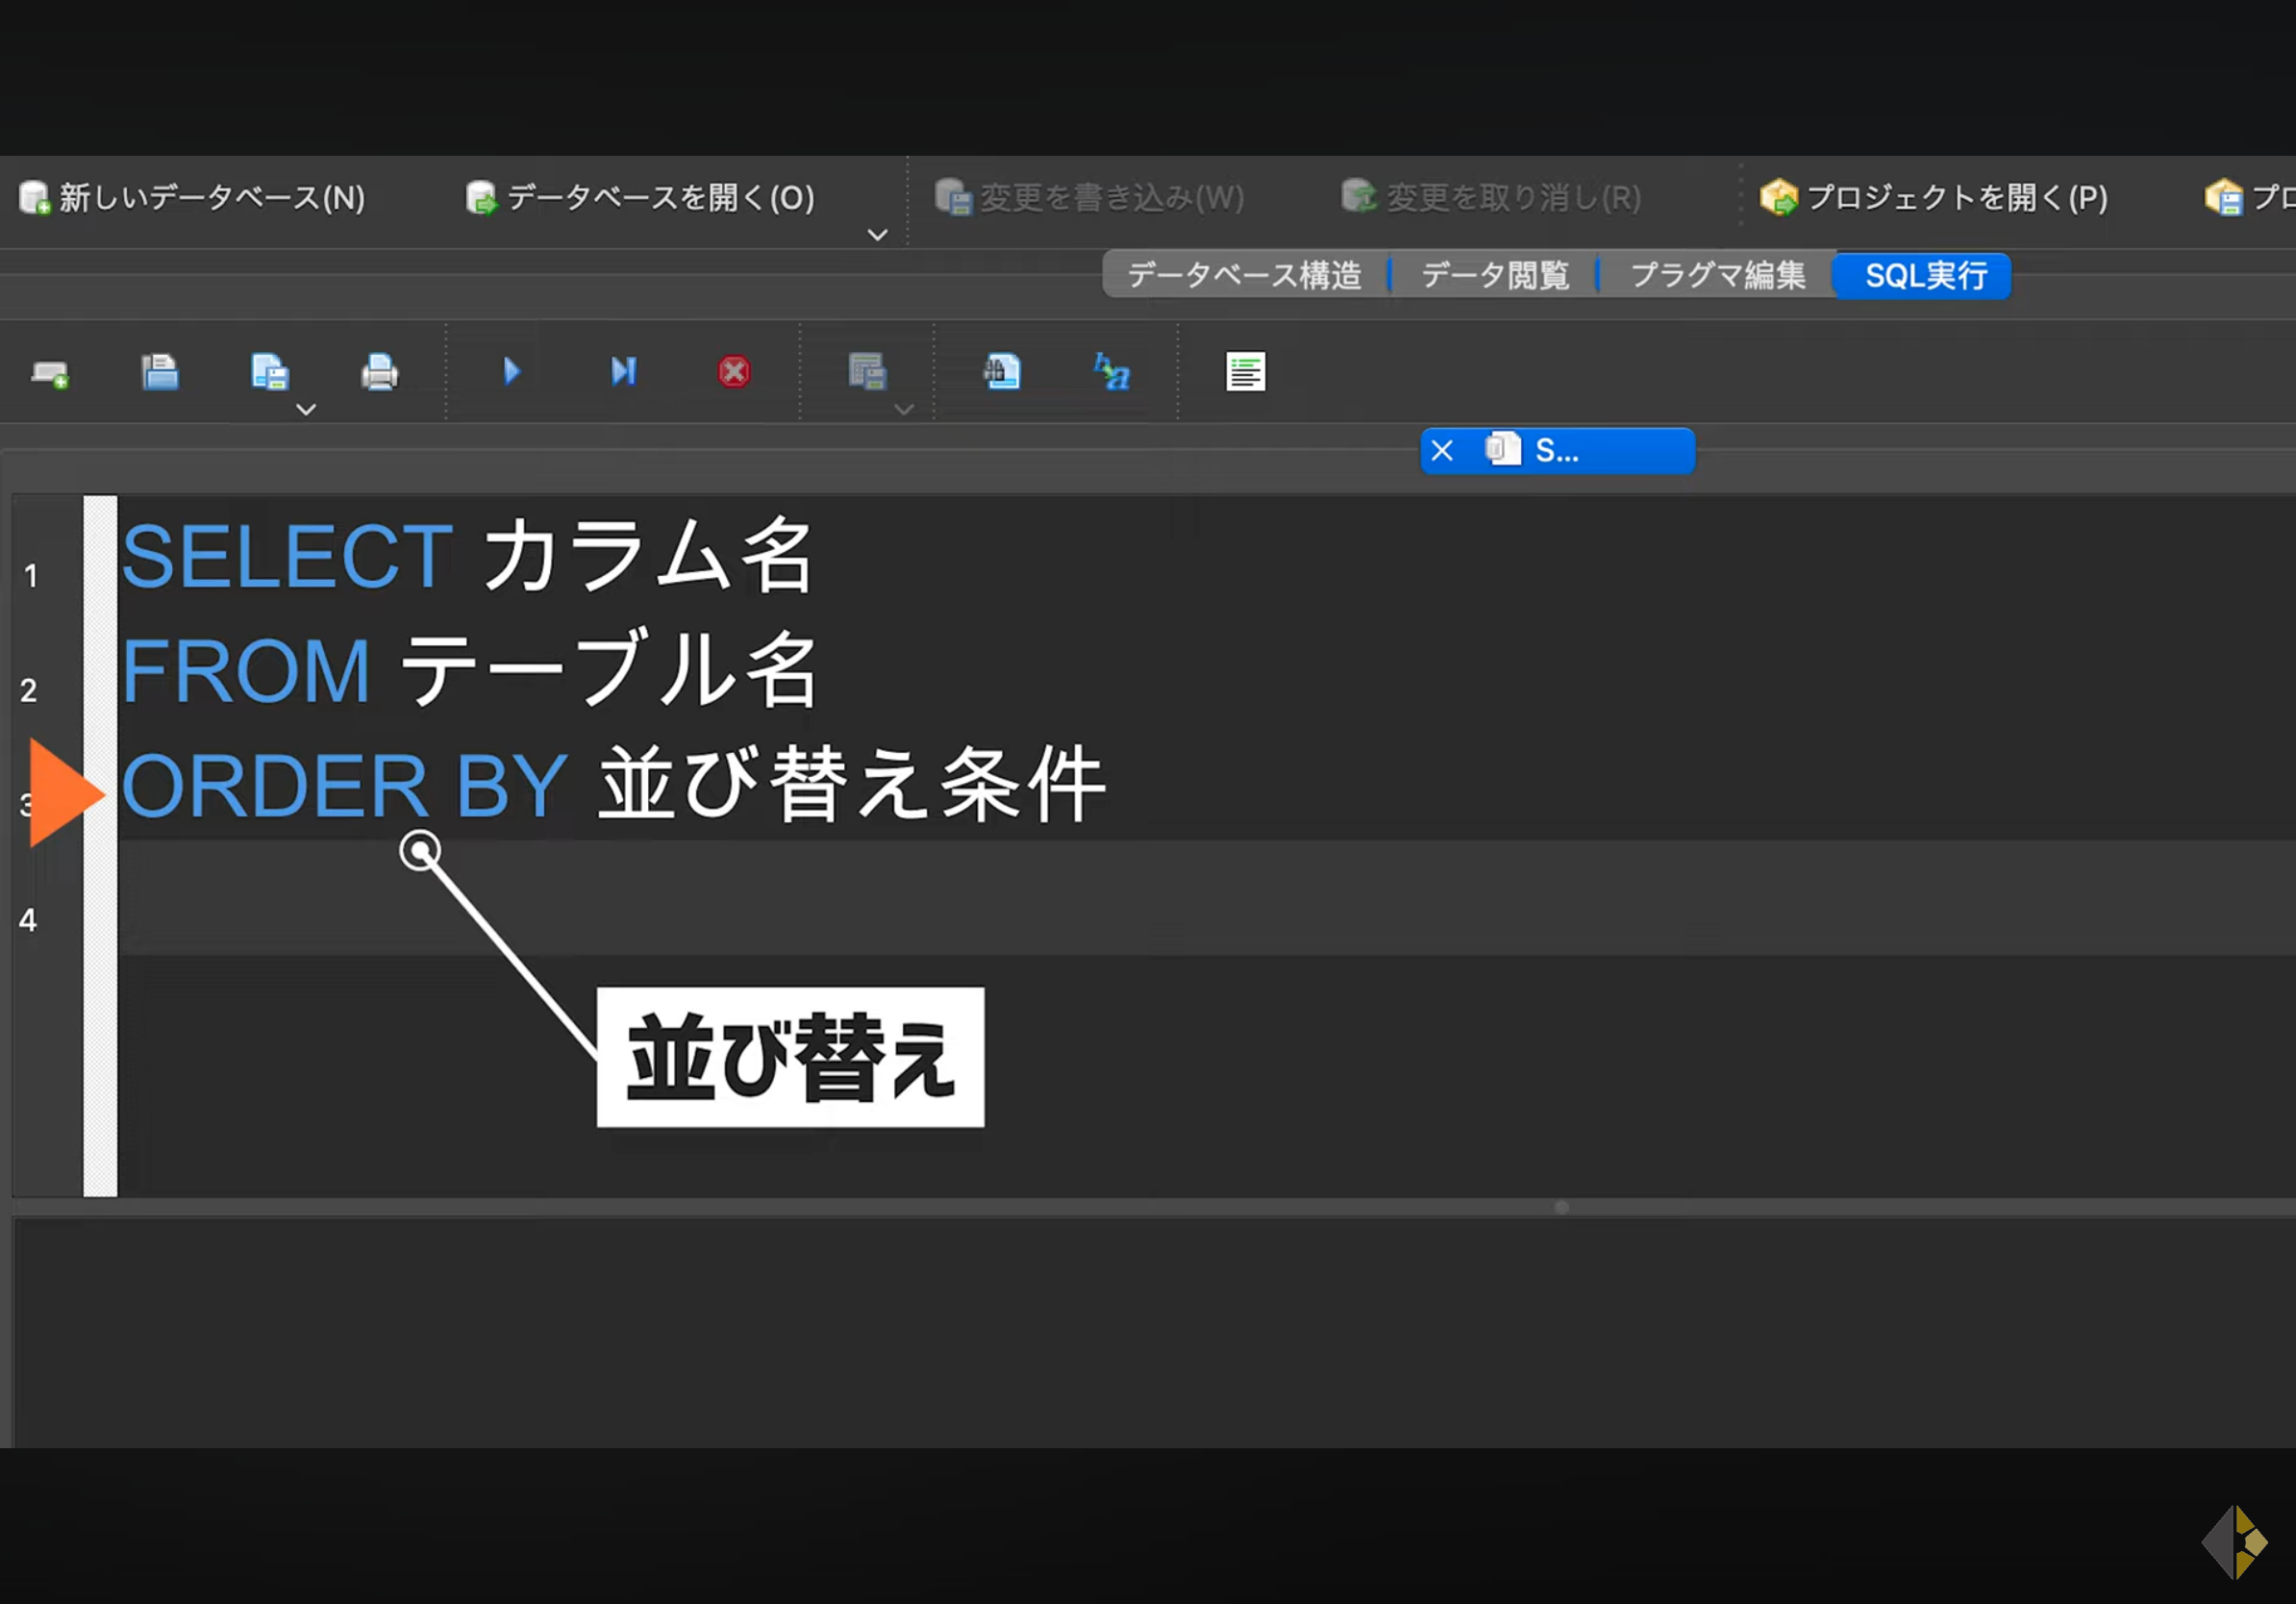 新しいデータベース(N) データベースを開く(O) 変更を書き込み(W) 変更を取り消し(R) プロジェクトを開く(P) プロ
データベース構造 データ閲覧 プラグマ編集 SQL実行
S...
1 SELECT カラム名
2 FROM テーブル名
3 ORDER BY 並び替え条件
4
並び替え